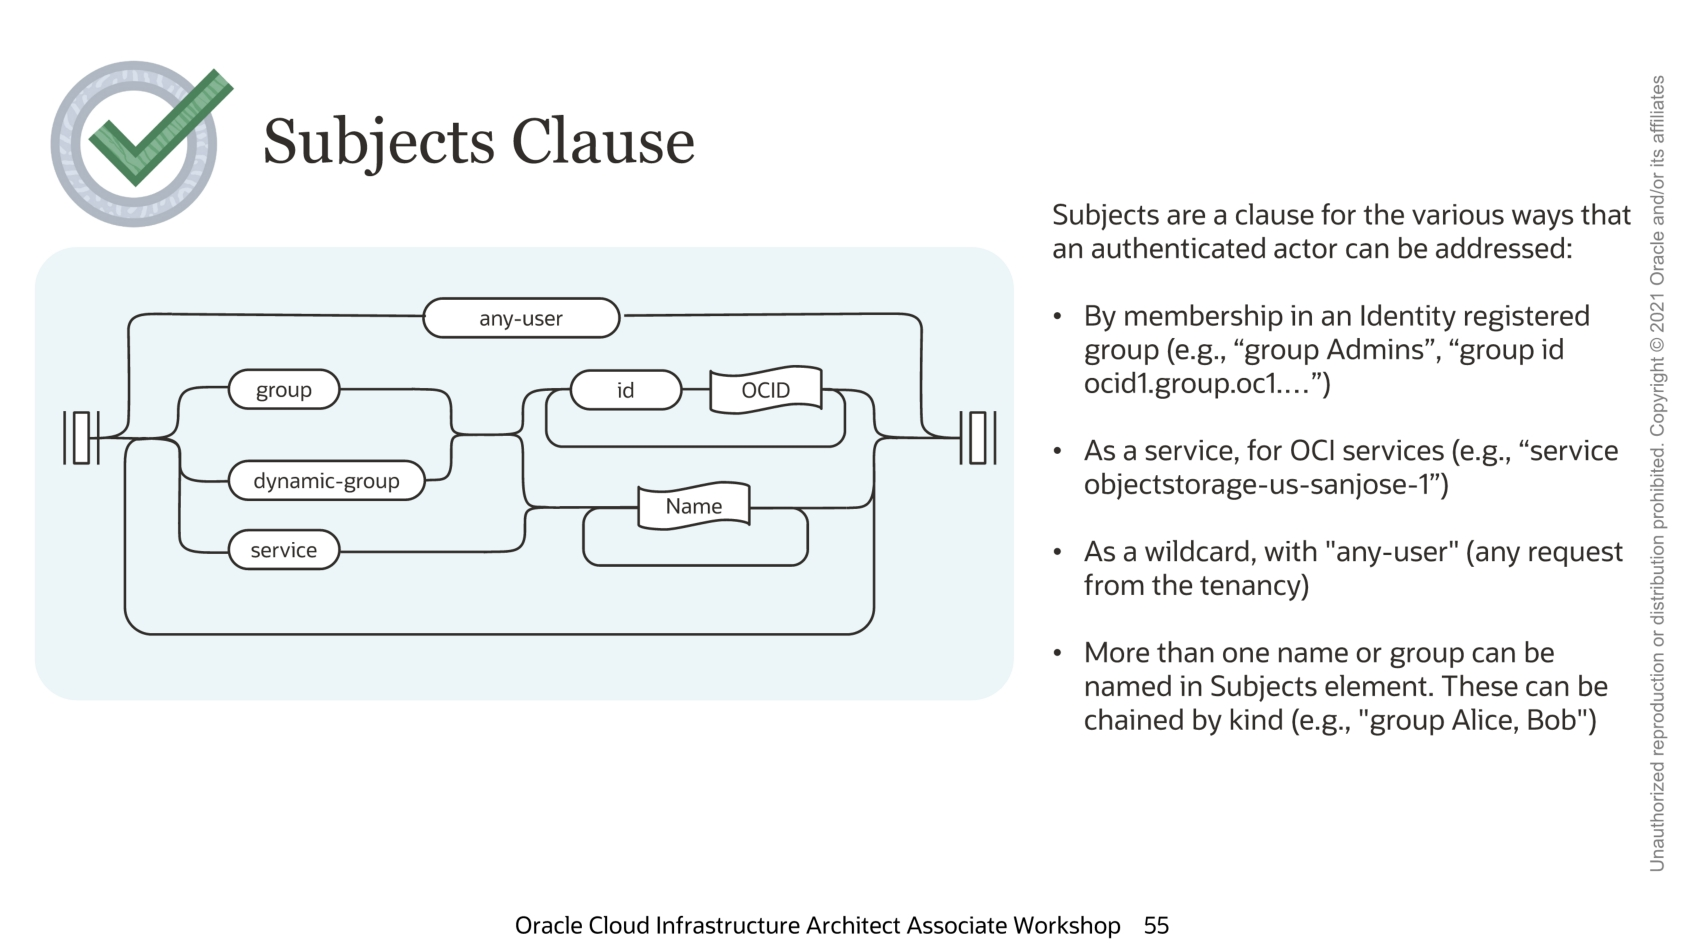 Subjects Clause
any-user
group
id
OCID
dynamic-group
Name
service
Subjects are a clause for the various ways that
an authenticated actor can be addressed:
• By membership in an Identity registered
group (e.g., “group Admins”, “group id
ocid1.group.oc1....”)
• As a service, for OCI services (e.g., “service
objectstorage-us-sanjose-1”)
• As a wildcard, with "any-user" (any request
from the tenancy)
• More than one name or group can be
named in Subjects element. These can be
chained by kind (e.g., "group Alice, Bob")
Unauthorized reproduction or distribution prohibited. Copyright © 2021 Oracle and/or its affiliates
Oracle Cloud Infrastructure Architect Associate Workshop 55